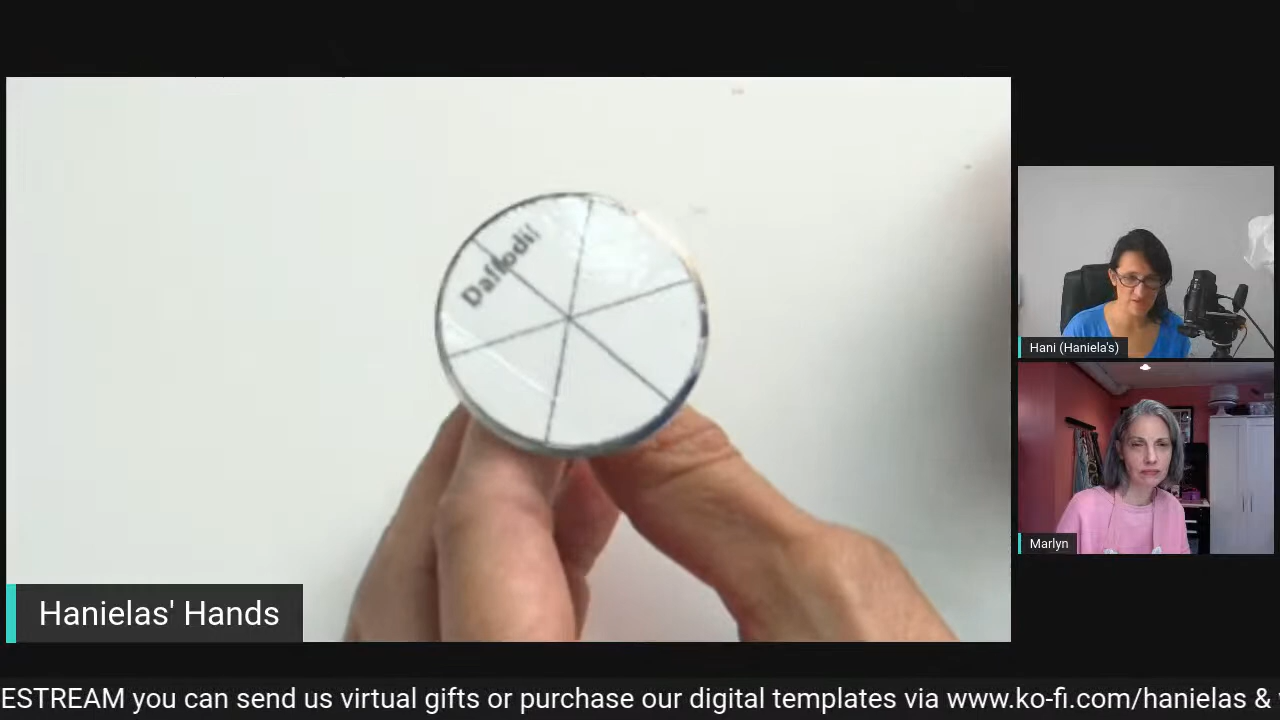 Daffodil
Hani (Haniela's)
Marlyn
Hanielas' Hands
ESTREAM you can send us virtual gifts or purchase our digital templates via www.ko-fi.com/hanielas &